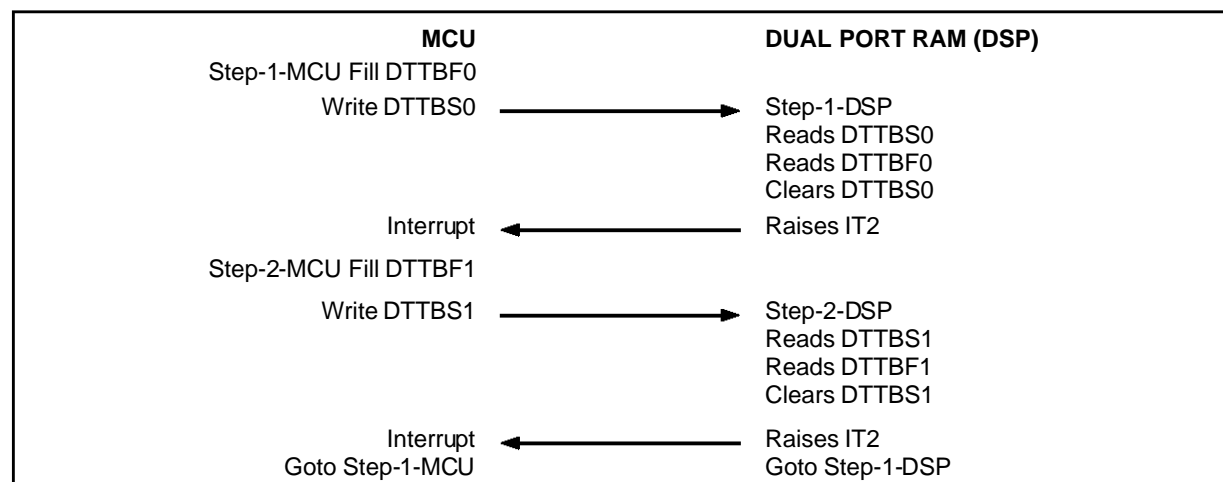 MCU DUAL PORT RAM (DSP)
Step-1-MCU Fill DTTBF0
Write DTTBS0 Step-1-DSP
Reads DTTBS0
Reads DTTBF0
Clears DTTBS0
Interrupt Raises IT2
Step-2-MCU Fill DTTBF1
Write DTTBS1 Step-2-DSP
Reads DTTBS1
Reads DTTBF1
Clears DTTBS1
Interrupt Raises IT2
Goto Step-1-MCU Goto Step-1-DSP